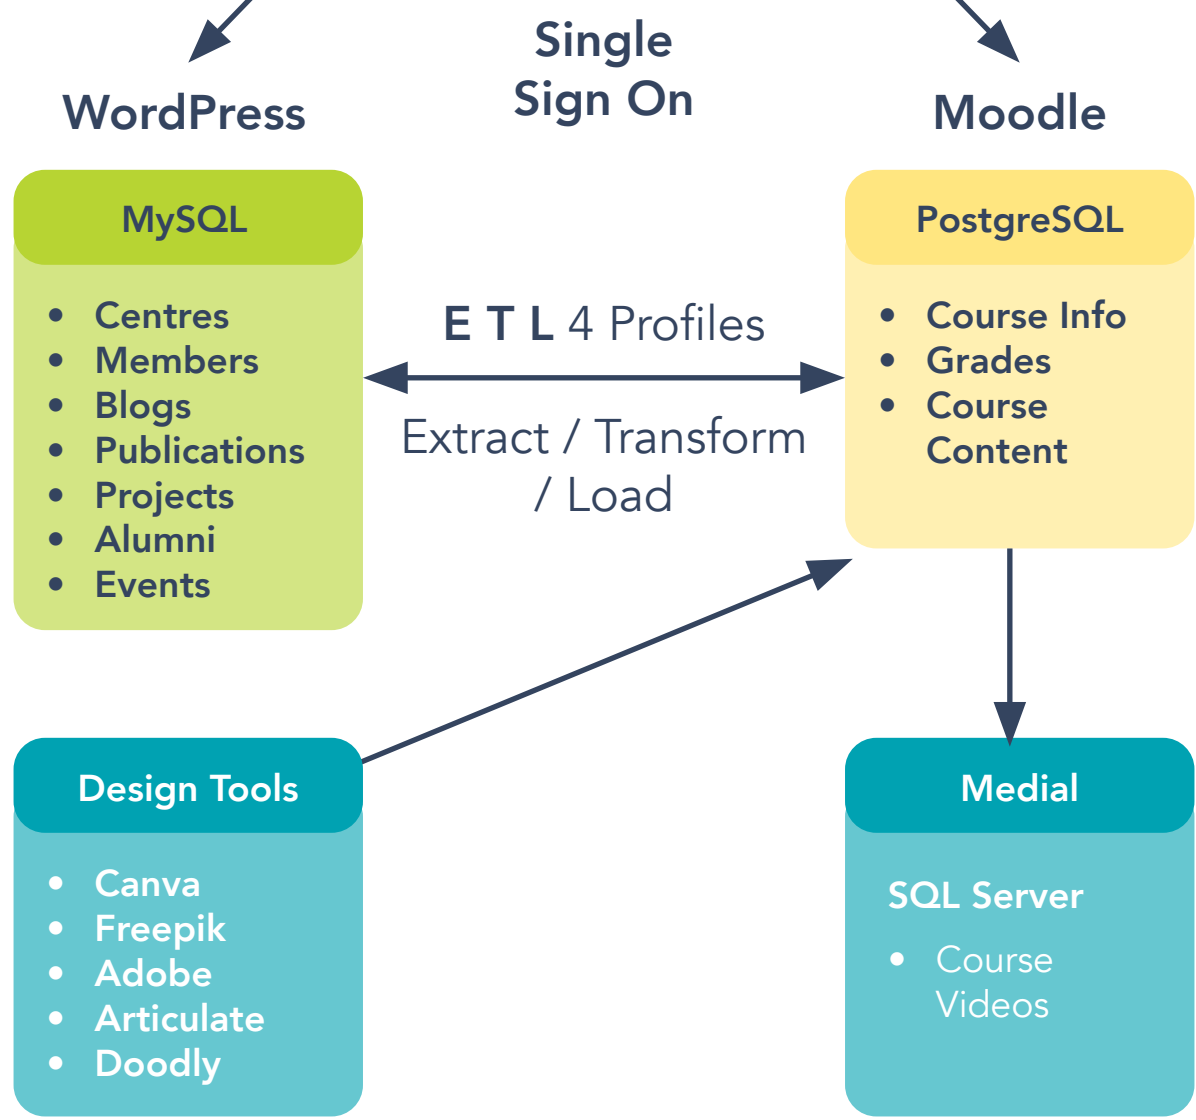 Single
Sign On
WordPress
Moodle
MySQL
• Centres
• Members
• Blogs
• Publications
• Projects
• Alumni
• Events
E T L 4 Profiles
Extract / Transform
/ Load
PostgreSQL
• Course Info
• Grades
• Course
Content
Design Tools
• Canva
• Freepik
• Adobe
• Articulate
• Doodly
Medial
SQL Server
• Course
Videos